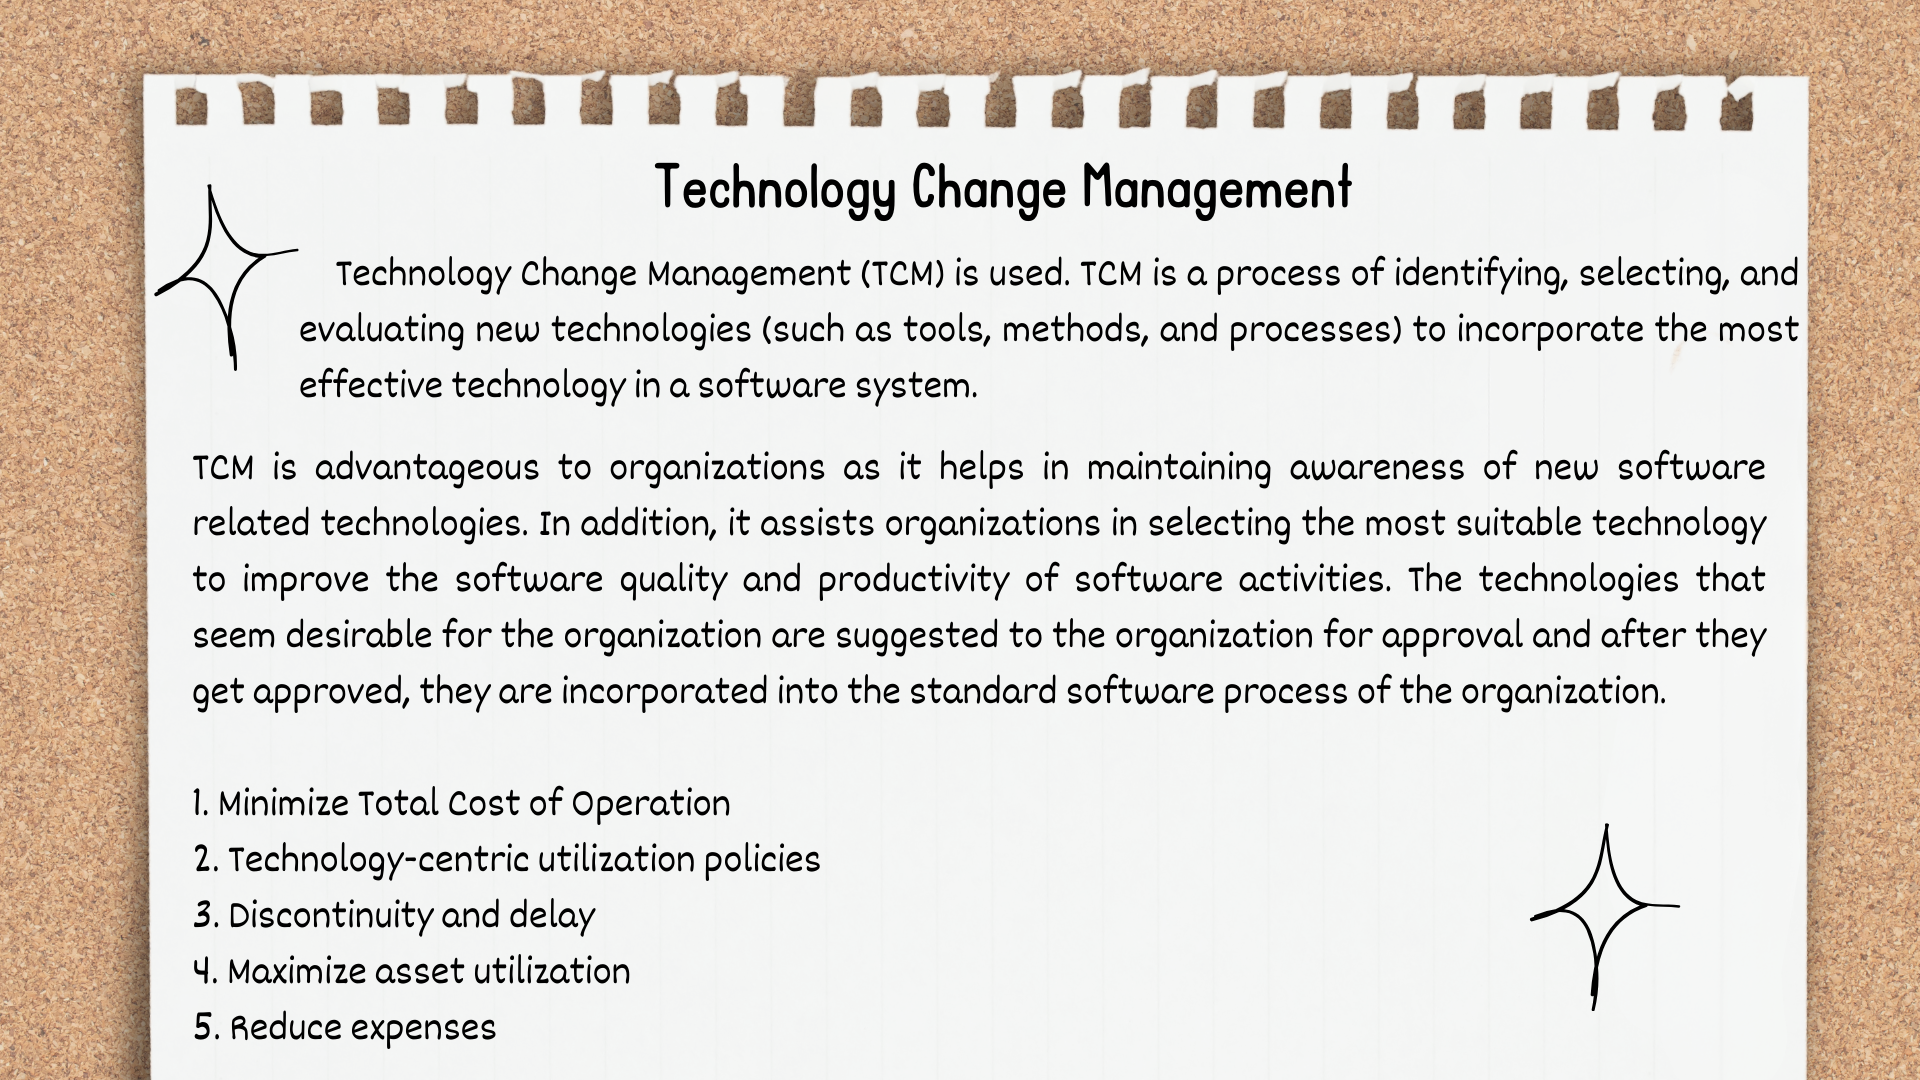 Technology Change Management
Technology Change Management (TCM) is used. TCM is a process of identifying, selecting, and
evaluating new technologies (such as tools, methods, and processes) to incorporate the most
effective technology in a software system.
TCM is advantageous to organizations as it helps in maintaining awareness of new software
related technologies. In addition, it assists organizations in selecting the most suitable technology
to improve the software quality and productivity of software activities. The technologies that
seem desirable for the organization are suggested to the organization for approval and after they
get approved, they are incorporated into the standard software process of the organization.
1. Minimize Total Cost of Operation
2. Technology-centric utilization policies
3. Discontinuity and delay
4. Maximize asset utilization
5. Reduce expenses